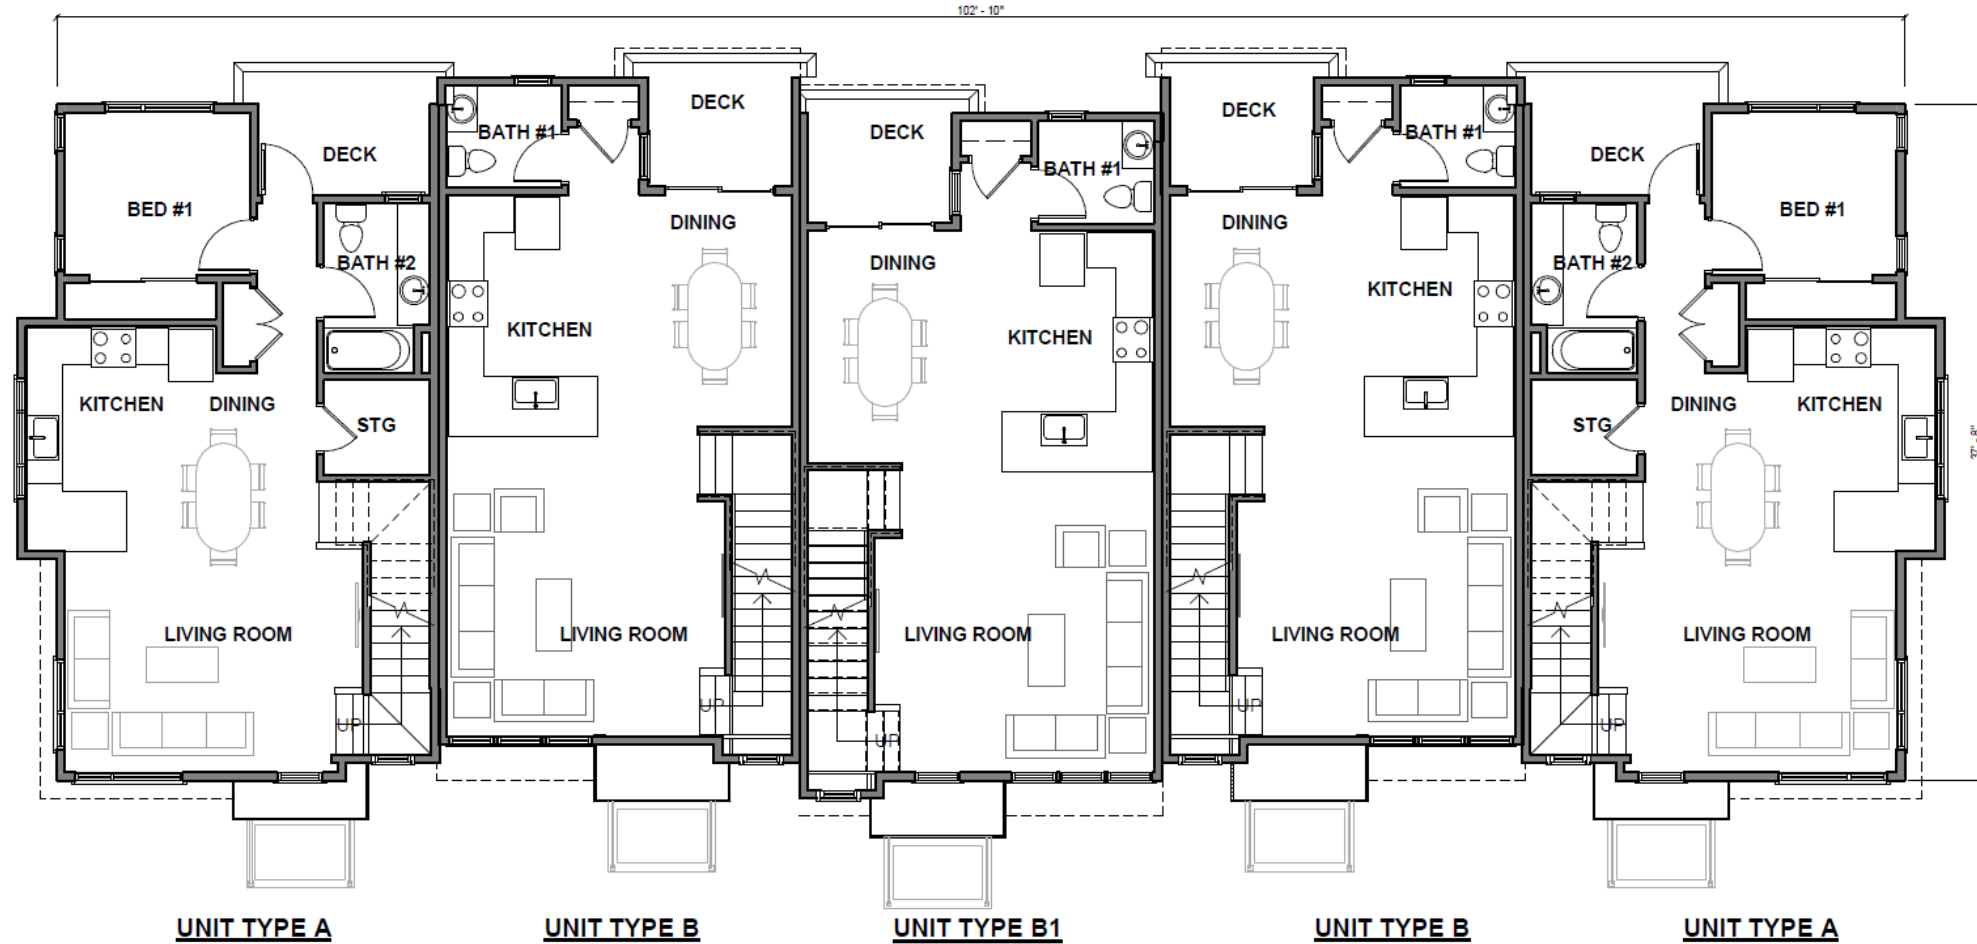 102' - 10"
DECK
DECK
BATH #1
DECK
BATH #1
DECK
BATH #1
DECK
BED #1
BATH #2
DINING
KITCHEN
DINING
KITCHEN
DINING
KITCHEN
BED #1
BATH #2
KITCHEN
DINING
STG
DINING
KITCHEN
STG
37' - 8"
LIVING ROOM
LIVING ROOM
LIVING ROOM
LIVING ROOM
LIVING ROOM
UP
UP
UP
UP
UP
UNIT TYPE A
UNIT TYPE B
UNIT TYPE B1
UNIT TYPE B
UNIT TYPE A